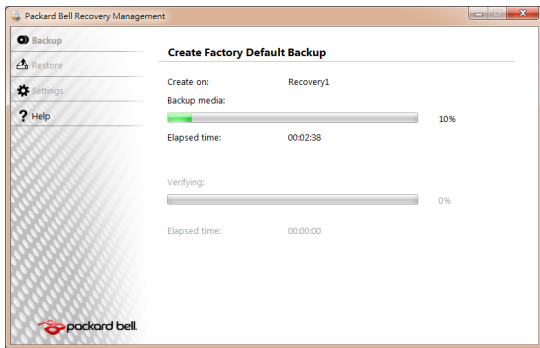 Packard Bell Recovery Management
Backup
Restore
Settings
? Help
Create Factory Default Backup
Create on: Recovery1
Backup media:
10%
Elapsed time: 00:02:38
Verifying:
0%
Elapsed time: 00:00:00
packard bell.